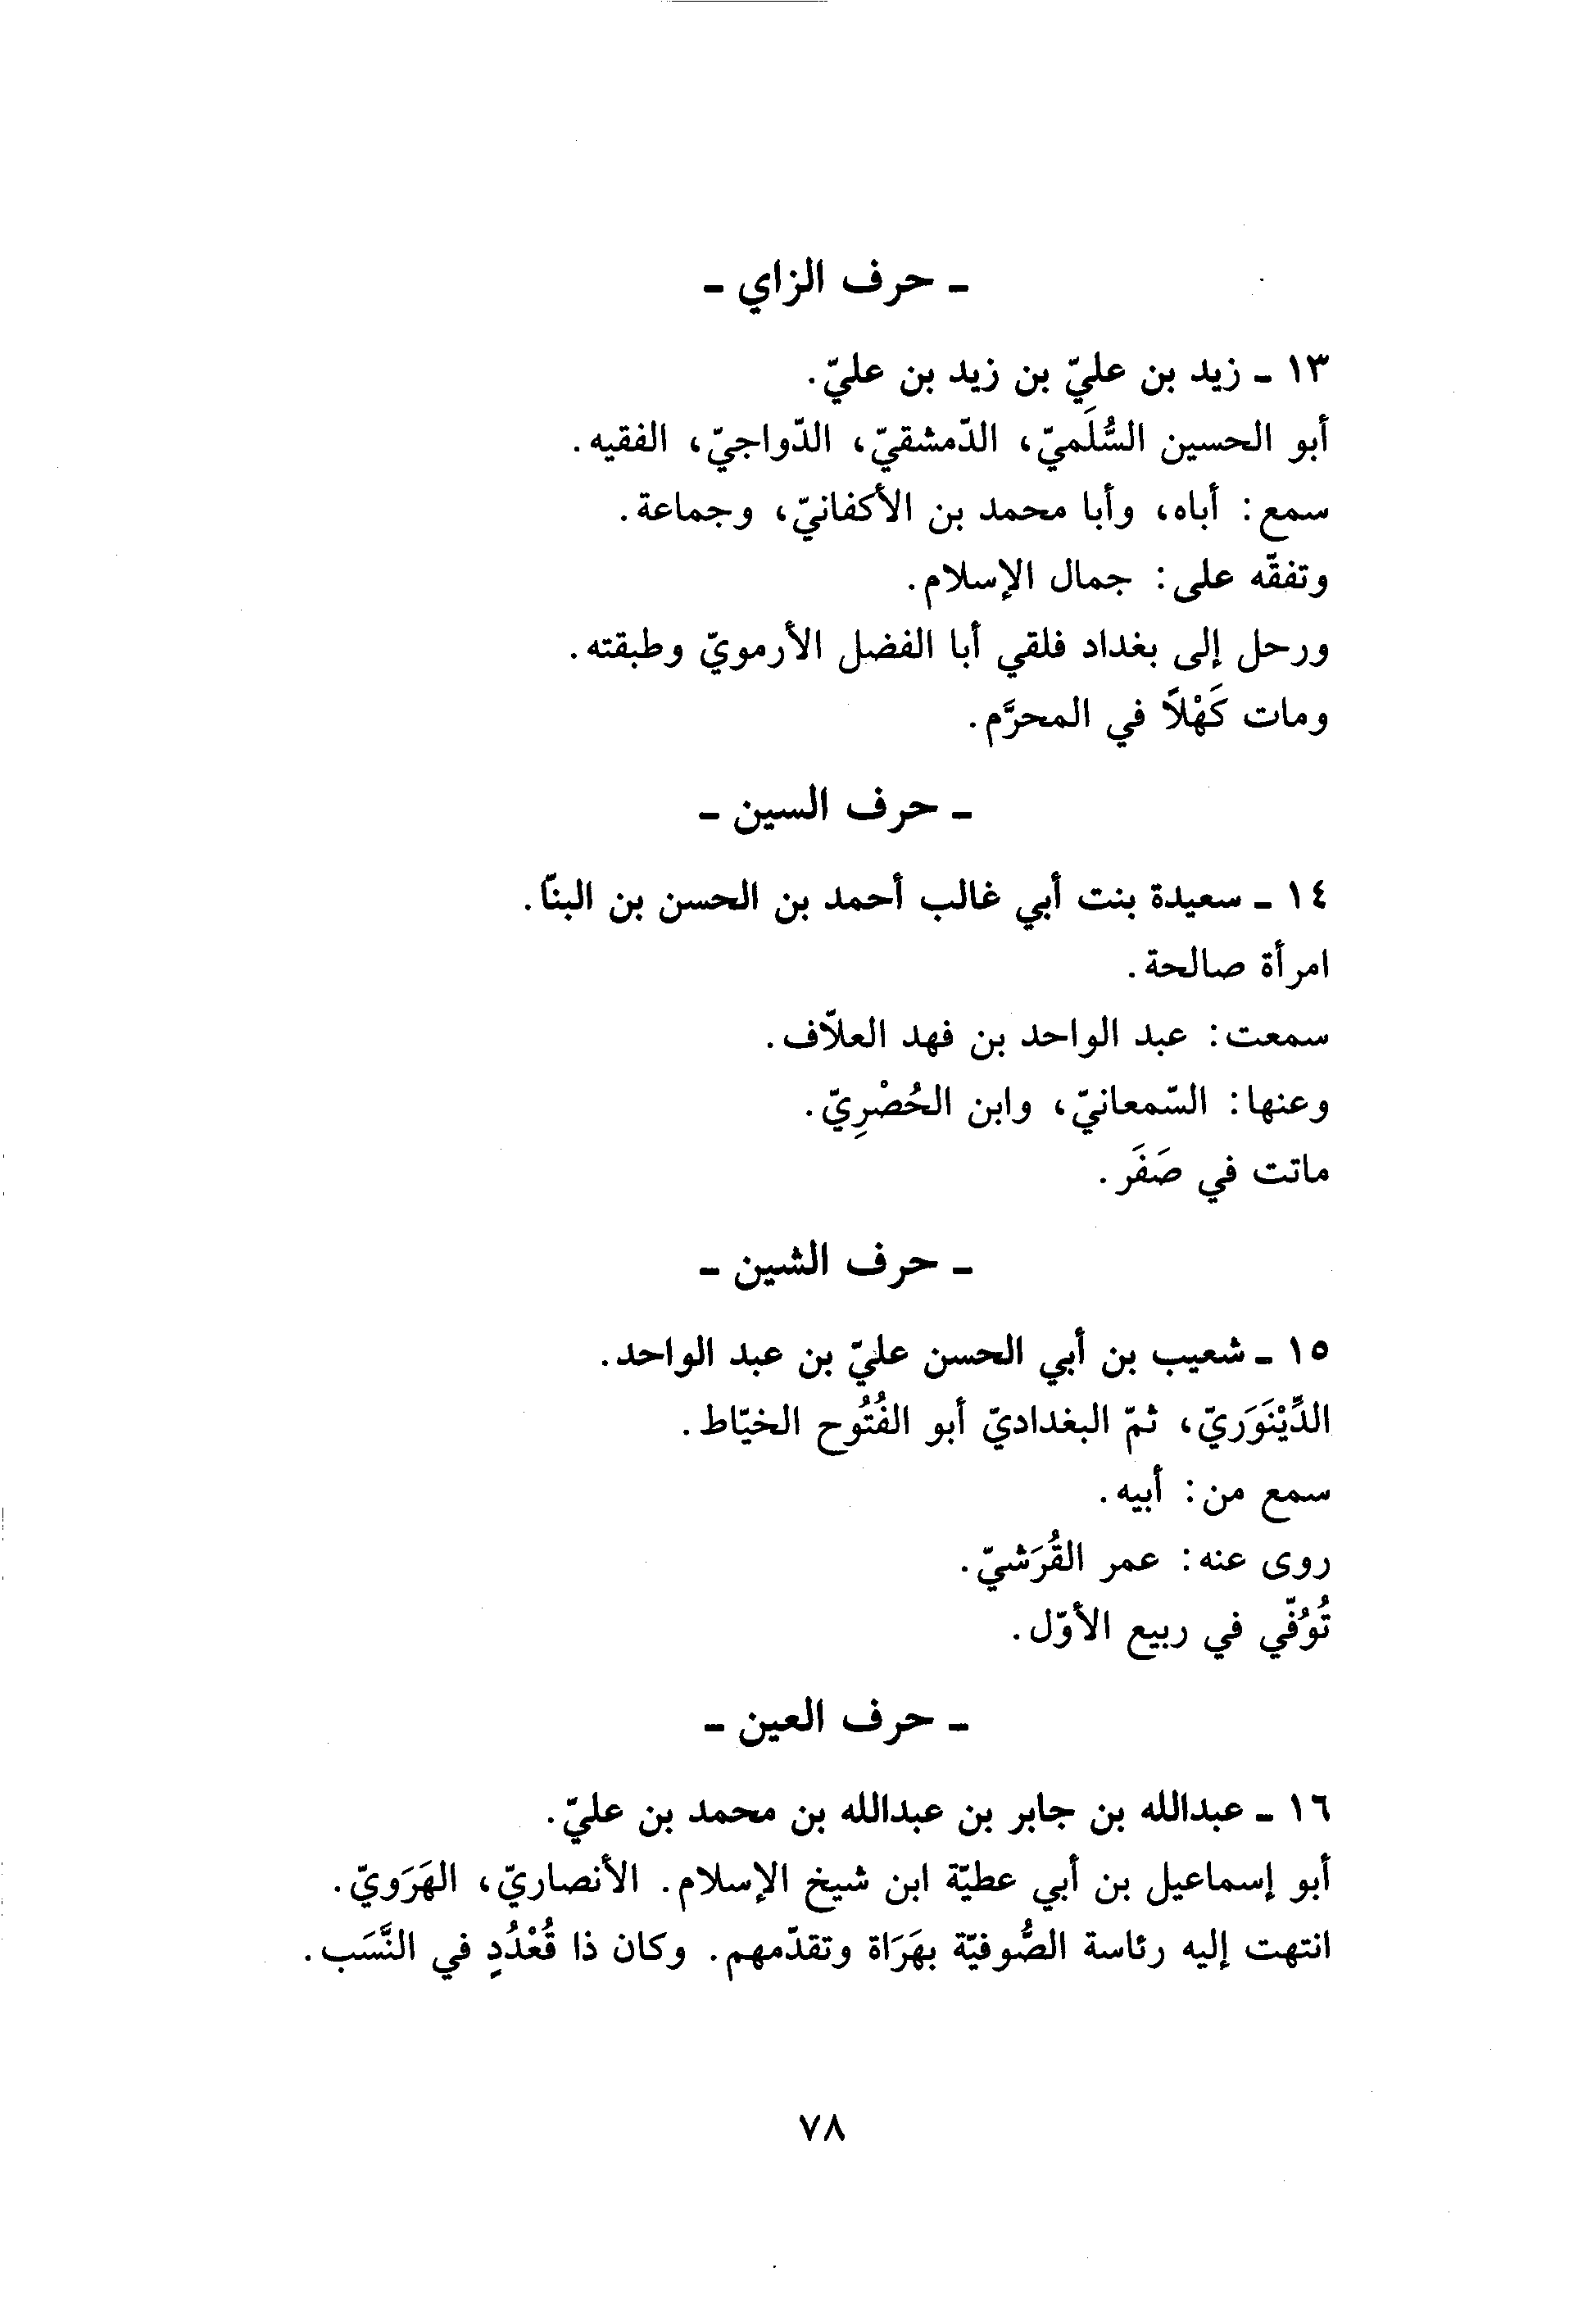 - حرف الزاي -
١٣ - زيد بن عليّ بن زيد بن عليّ.
أبو الحسين السُّلَميّ، الدّمشقيّ، الدّواجيّ، الفقيه.
سمع: أباه، وأبا محمد بن الأكفانيّ، وجماعة.
وتفقّه على: جمال الإسلام.
ورحل إلى بغداد فلقي أبا الفضل الأرمويّ وطبقته.
ومات كَهْلاً في المحرَّم.
- حرف السين -
١٤ - سعيدة بنت أبي غالب أحمد بن الحسن بن البنّا.
امرأة صالحة.
سمعت: عبد الواحد بن فهد العلاّف.
وعنها: السّمعانيّ، وابن الحُصْرِيّ.
ماتت في صَفَر.
- حرف الشين -
١٥ - شعيب بن أبي الحسن عليّ بن عبد الواحد.
الدِّيْنَوَريّ، ثمّ البغداديّ أبو الفُتُوح الخيّاط.
سمع من: أبيه.
روى عنه: عمر القُرَشيّ.
تُوُفّي في ربيع الأوّل.
- حرف العين -
١٦ - عبدالله بن جابر بن عبدالله بن محمد بن عليّ.
أبو إسماعيل بن أبي عطيّة ابن شيخ الإسلام. الأنصاريّ، الهَرَويّ.
انتهت إليه رئاسة الصُّوفيّة بهَرَاة وتقدّمهم. وكان ذا قُعْدُدٍ في النَّسَب.
٧٨